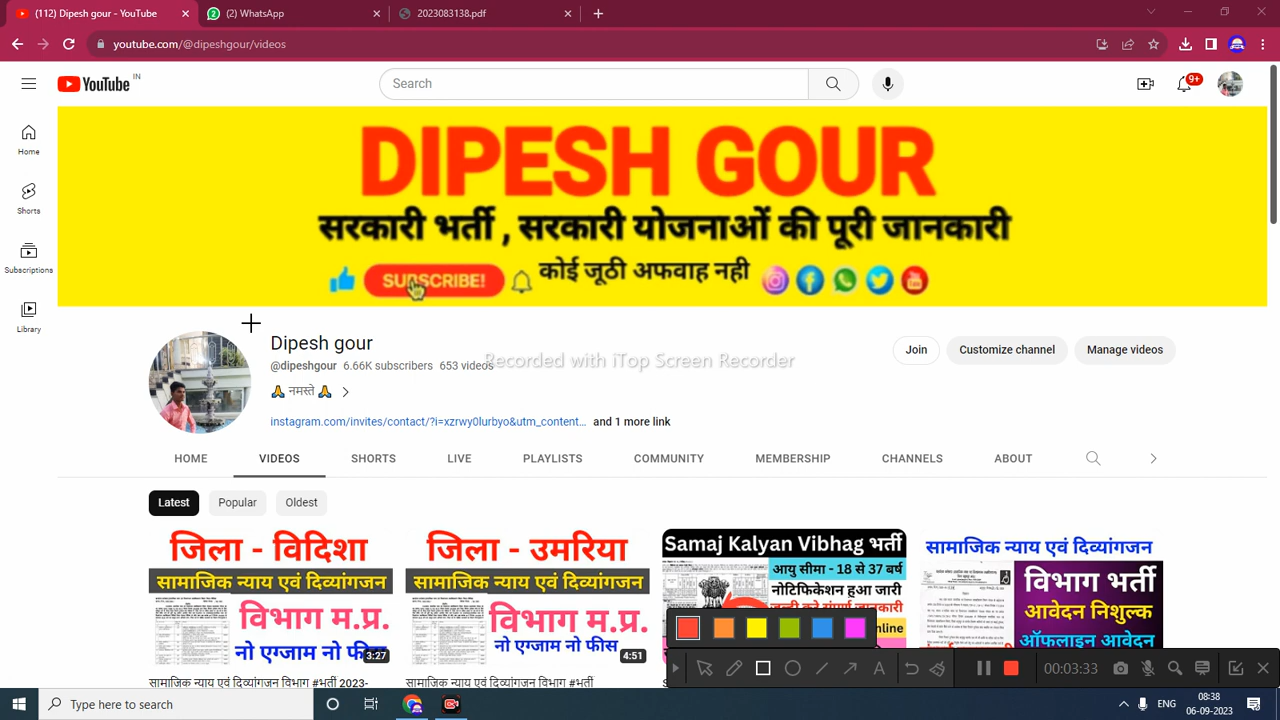 (112) Dipesh gour - YouTube
(2) WhatsApp
2023083138.pdf
youtube.com/@dipeshgour/videos
YouTube IN
Search
9+
Home
Shorts
Subscriptions
Library
DIPESH GOUR
सरकारी भर्ती , सरकारी योजनाओं की पूरी जानकारी
SUBSCRIBE!
कोई जूठी अफवाह नही
Dipesh gour
@dipeshgour 6.66K subscribers 653 videos
Recorded with iTop Screen Recorder
🙏 नमस्ते 🙏
instagram.com/invites/contact/?i=xzrwy0lurbyo&utm_content... and 1 more link
Join
Customize channel
Manage videos
HOME VIDEOS SHORTS LIVE PLAYLISTS COMMUNITY MEMBERSHIP CHANNELS ABOUT
Latest Popular Oldest
जिला - विदिशा
सामाजिक न्याय एवं दिव्यांगजन
विभाग म.प्र.
नो एग्जाम नो फीस
3:27
सामाजिक न्याय एवं दिव्यांगजन विभाग #भर्ती 2023-
जिला - उमरिया
सामाजिक न्याय एवं दिव्यांगजन
विभाग म.प्र.
नो एग्जाम नो फीस
4:51
सामाजिक न्याय एवं दिव्यांगजन विभाग #भर्ती
Samaj Kalyan Vibhag भर्ती
आयु सीमा - 18 से 37 बर्ष
नोटिफिकेशन हुआ जारी
जानकारी
online
सामाजिक न्याय एवं दिव्यांगजन
विभाग भर्ती
आवेदन निशुल्क
ऑफलाइन आवेदन
00:03:33
Type here to search
ENG
08:38
06-09-2023